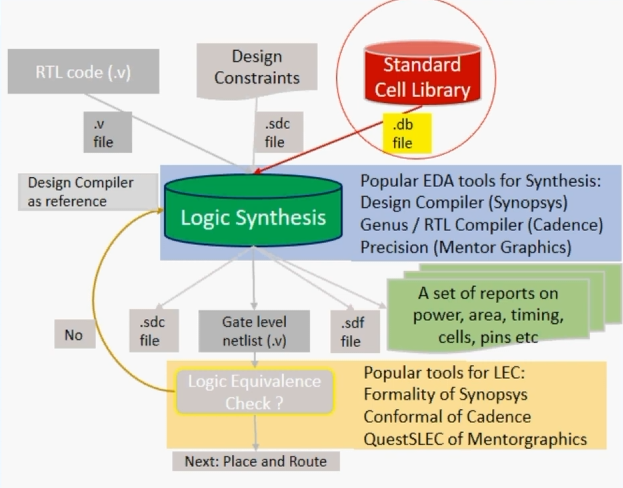 RTL code (.v)
Design
Constraints
Standard
Cell Library
.v
file
.sdc
file
.db
file
Design Compiler
as reference
Logic Synthesis
Popular EDA tools for Synthesis:
Design Compiler (Synopsys)
Genus / RTL Compiler (Cadence)
Precision (Mentor Graphics)
No
.sdc
file
Gate level
netlist (.v)
.sdf
file
A set of reports on
power, area, timing,
cells, pins etc
Logic Equivalence
Check ?
Popular tools for LEC:
Formality of Synopsys
Conformal of Cadence
QuestSLEC of Mentorgraphics
Next: Place and Route